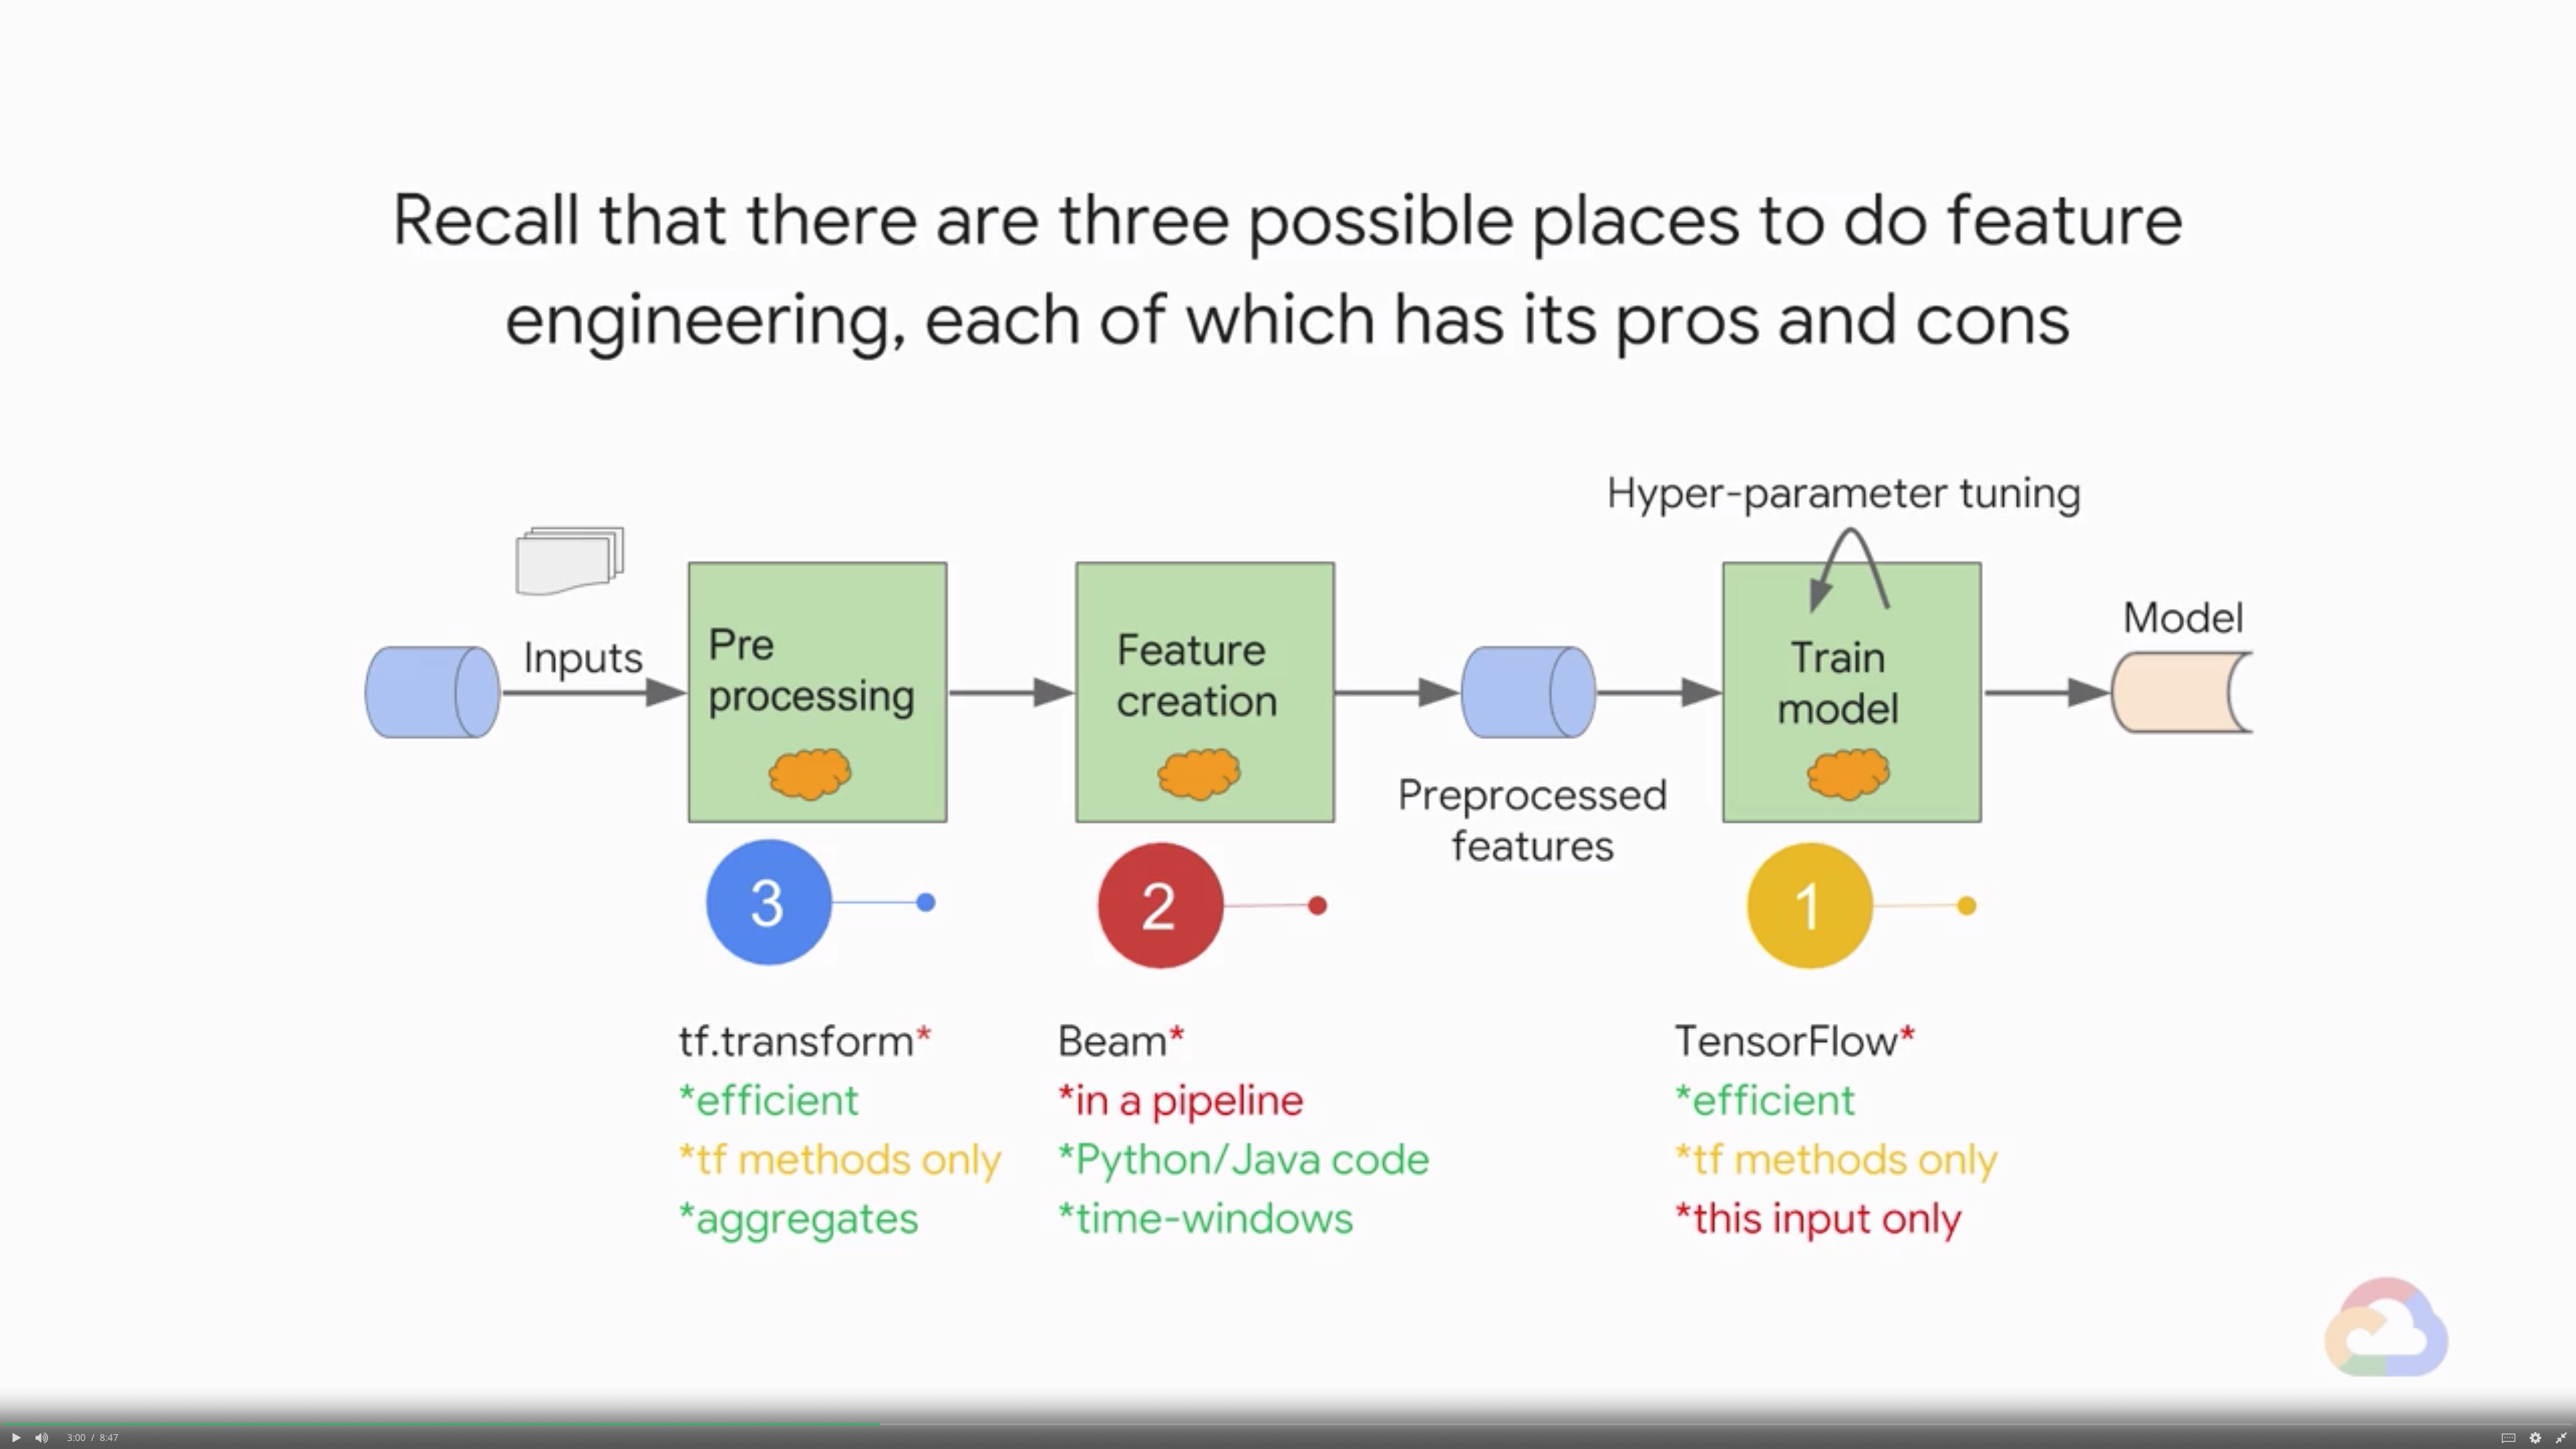 Recall that there are three possible places to do feature
engineering, each of which has its pros and cons
Hyper-parameter tuning
Inputs
Pre
processing
Feature
creation
Preprocessed
features
Train
model
Model
3
2
1
tf.transform*
*efficient
*tf methods only
*aggregates
Beam*
*in a pipeline
*Python/Java code
*time-windows
TensorFlow*
*efficient
*tf methods only
*this input only
3:00 / 8:47